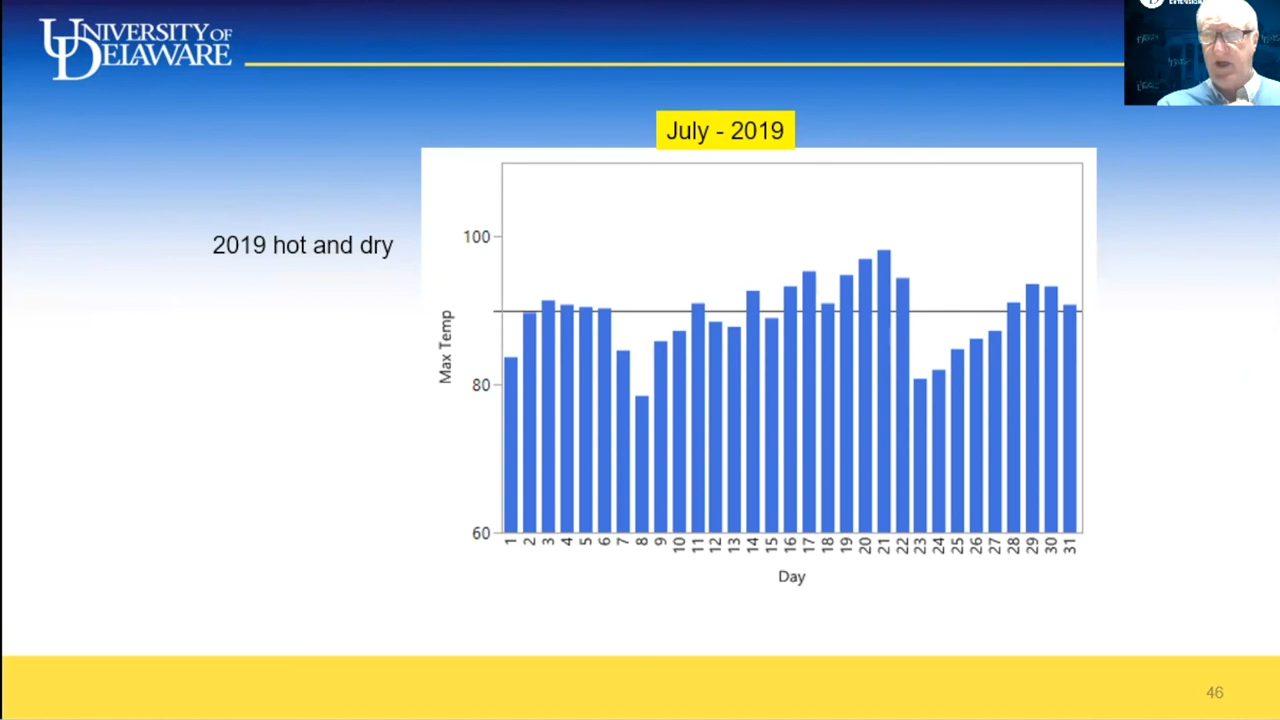 UNIVERSITY OF
DELAWARE
July - 2019
2019 hot and dry
100
80
60
Max Temp
1 2 3 4 5 6 7 8 9 10 11 12 13 14 15 16 17 18 19 20 21 22 23 24 25 26 27 28 29 30 31
Day
46